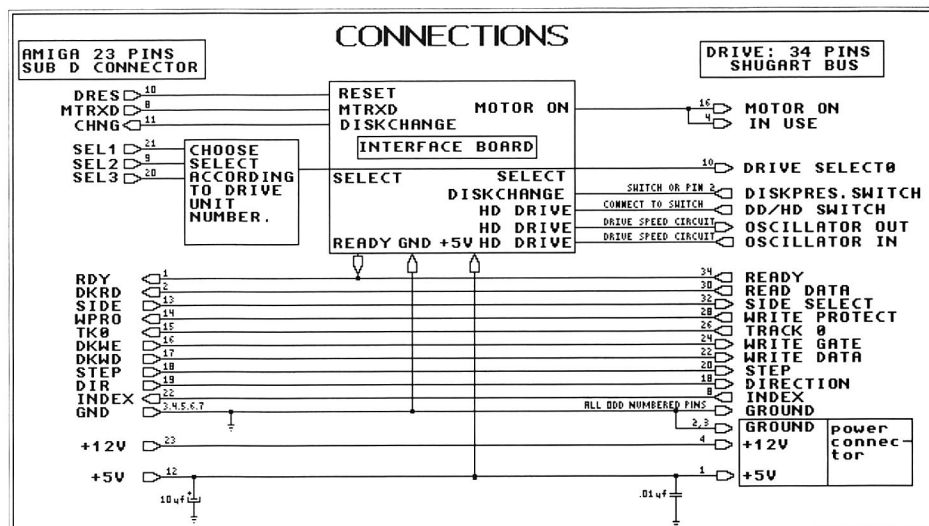 CONNECTIONS
AMIGA 23 PINS
SUB D CONNECTOR
DRIVE: 34 PINS
SHUGART BUS
DRES 10 RESET
MTRXD 8 MTRXD MOTOR ON 16 MOTOR ON
CHNG 11 DISKCHANGE 4 IN USE
INTERFACE BOARD
SEL1 21
SEL2 9
SEL3 20
CHOOSE
SELECT
ACCORDING
TO DRIVE
UNIT
NUMBER.
SELECT SELECT 10 DRIVE SELECT0
DISKCHANGE SWITCH OR PIN 2 DISKPRES.SWITCH
HD DRIVE CONNECT TO SWITCH DD/HD SWITCH
HD DRIVE DRIVE SPEED CIRCUIT OSCILLATOR OUT
READY GND +5V HD DRIVE DRIVE SPEED CIRCUIT OSCILLATOR IN
RDY 1 34 READY
DKRD 2 30 READ DATA
SIDE 13 32 SIDE SELECT
WPRO 14 28 WRITE PROTECT
TK0 15 26 TRACK 0
DKWE 16 24 WRITE GATE
DKWD 17 22 WRITE DATA
STEP 18 20 STEP
DIR 19 18 DIRECTION
INDEX 22 8 INDEX
GND 3,4,5,6,7 ALL ODD NUMBERED PINS GROUND
2,3 GROUND
+12V 23 4 +12V
+5V 12 1 +5V
power
connec-
tor
10uf +
.01uf